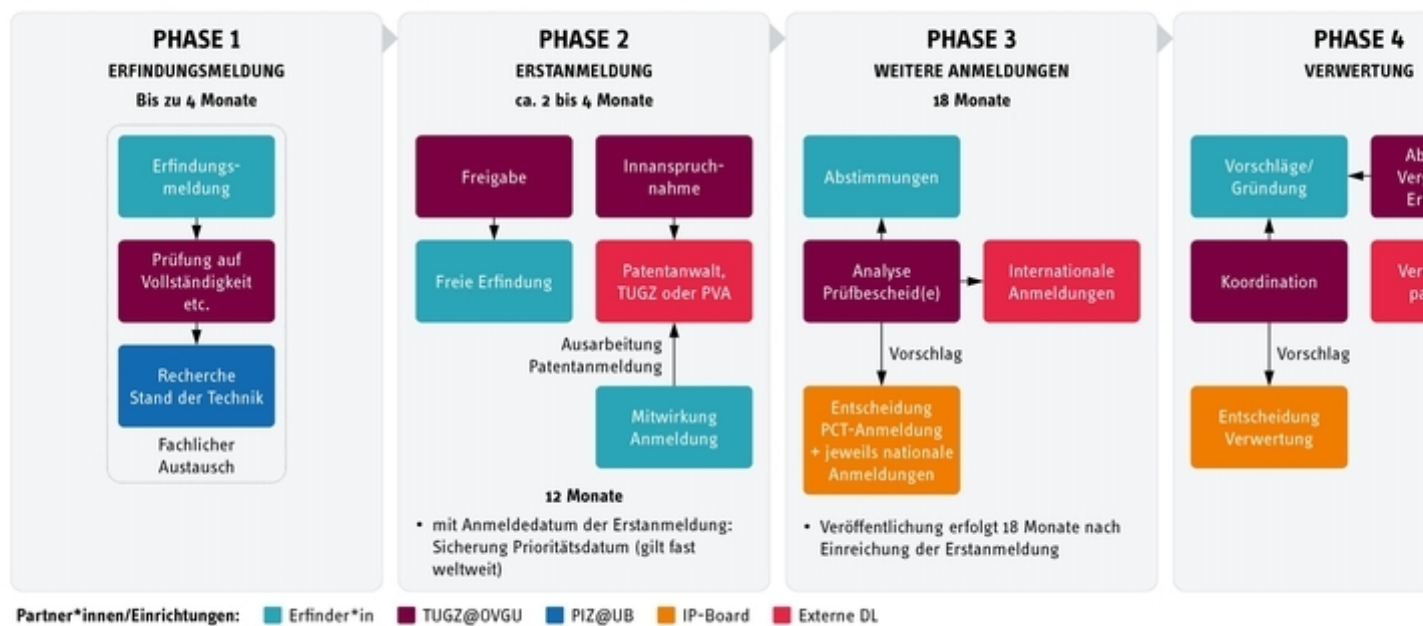 PHASE 1
ERFINDUNGSMELDUNG
Bis zu 4 Monate
Erfindungs-
meldung
Prüfung auf
Vollständigkeit
etc.
Recherche
Stand der Technik
Fachlicher
Austausch
PHASE 2
ERSTANMELDUNG
ca. 2 bis 4 Monate
Freigabe
Innanspruch-
nahme
Freie Erfindung
Patentanwalt,
TUGZ oder PVA
Ausarbeitung
Patentanmeldung
Mitwirkung
Anmeldung
12 Monate
• mit Anmeldedatum der Erstanmeldung:
Sicherung Prioritätsdatum (gilt fast
weltweit)
PHASE 3
WEITERE ANMELDUNGEN
18 Monate
Abstimmungen
Analyse
Prüfbescheid(e)
Internationale
Anmeldungen
Vorschlag
Entscheidung
PCT-Anmeldung
+ jeweils nationale
Anmeldungen
• Veröffentlichung erfolgt 18 Monate nach
Einreichung der Erstanmeldung
PHASE 4
VERWERTUNG
Vorschläge/
Gründung
Koordination
Vorschlag
Entscheidung
Verwertung
Partner*innen/Einrichtungen:
Erfinder*in
TUGZ@OVGU
PIZ@UB
IP-Board
Externe DL